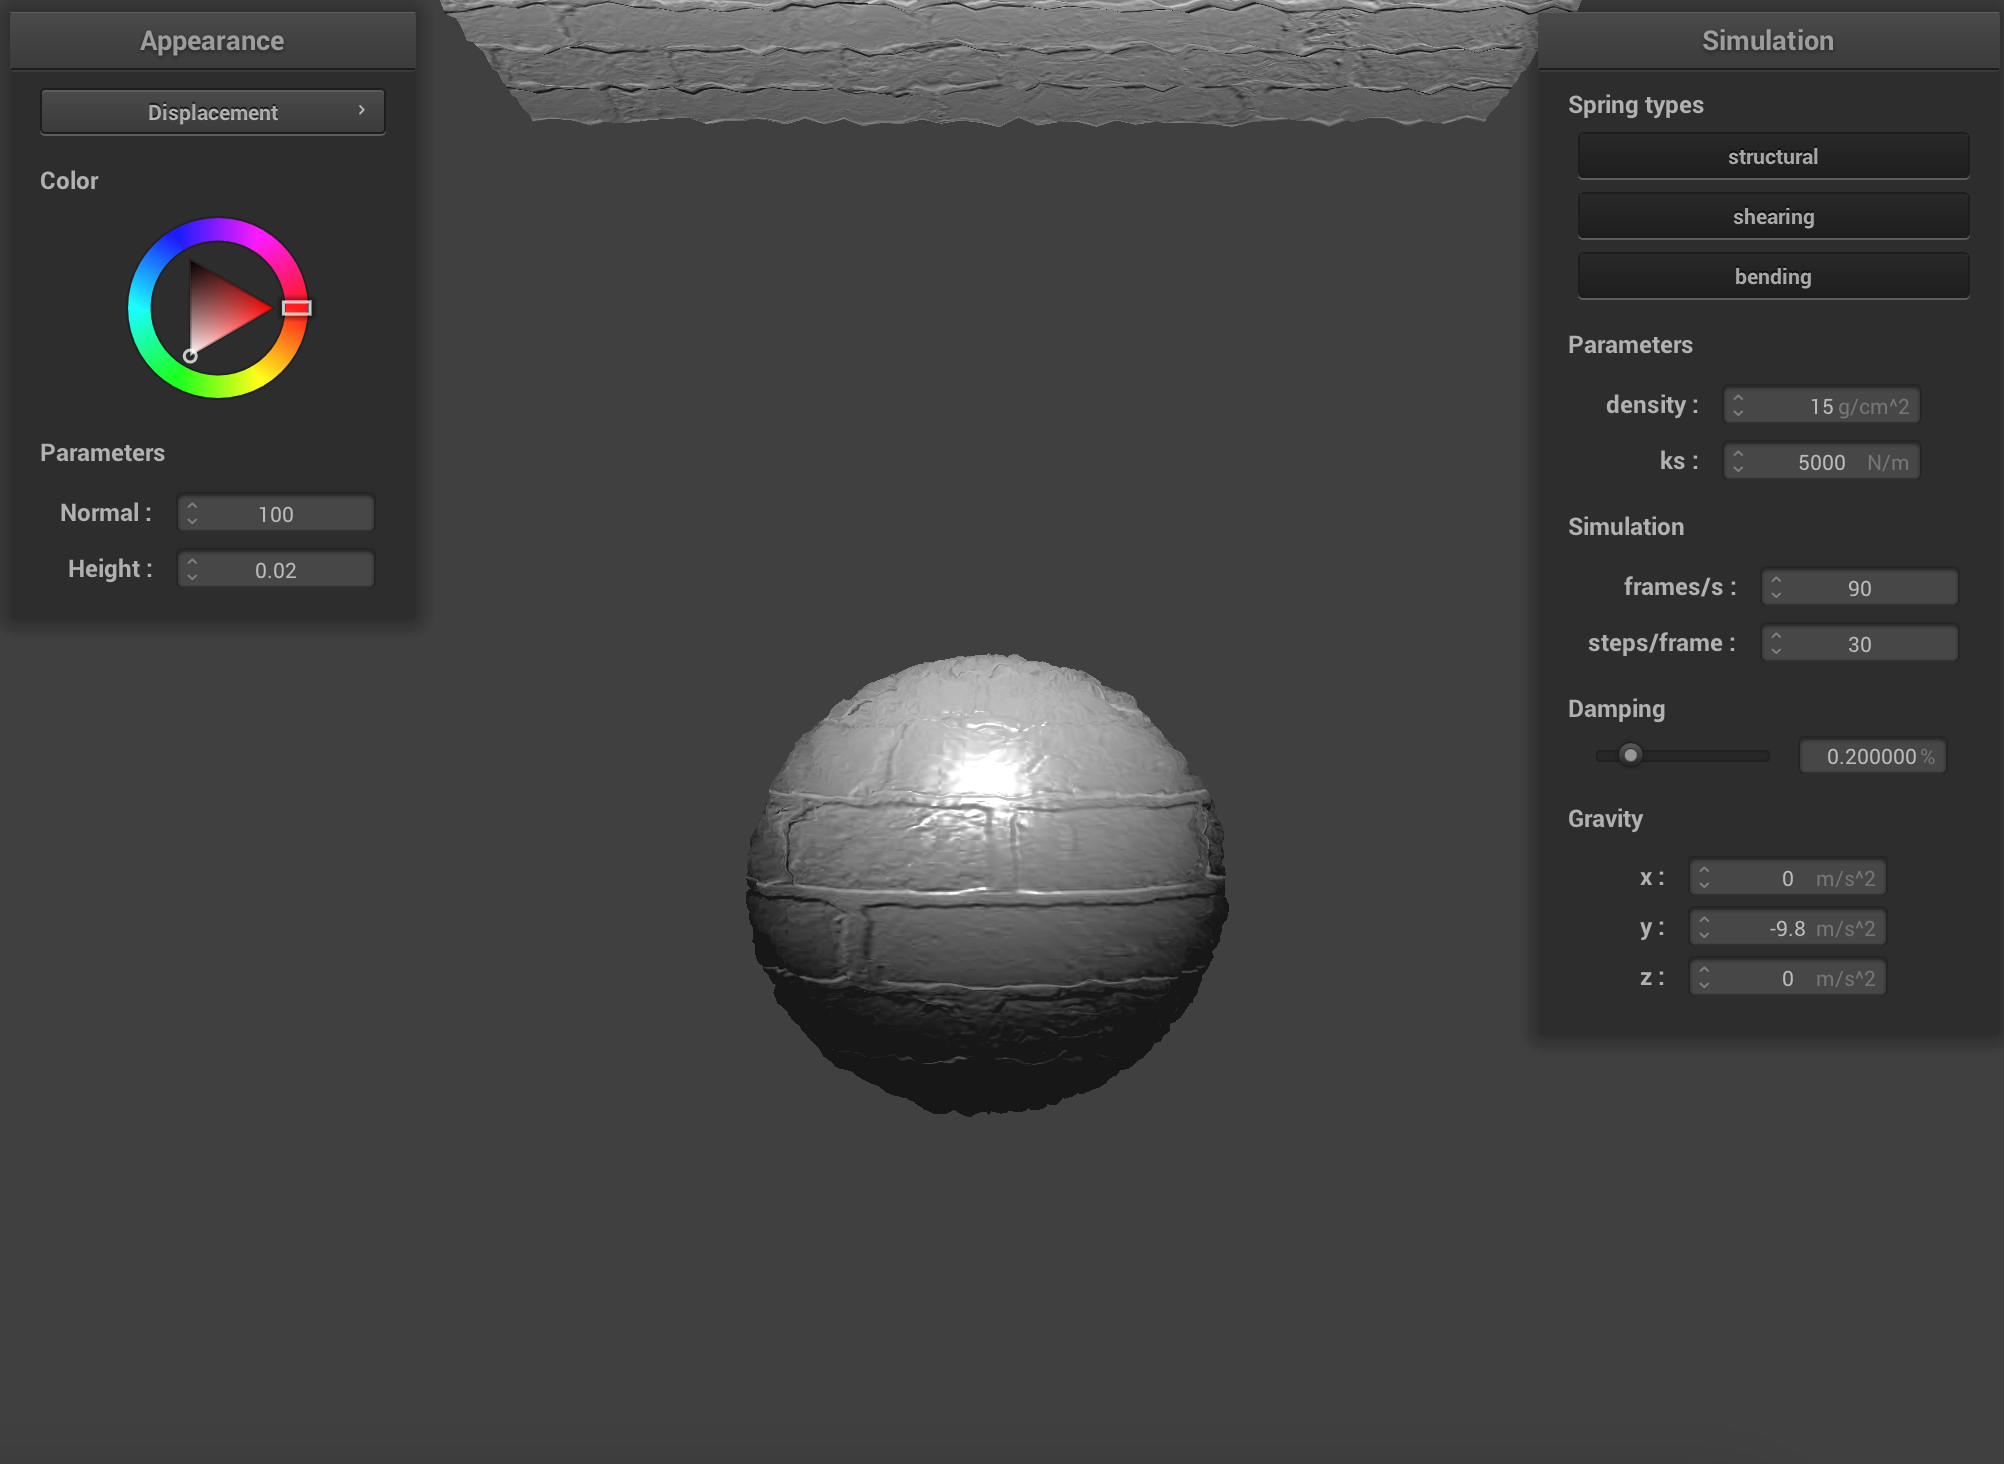 Appearance
Displacement
Color
Parameters
Normal : 100
Height : 0.02
Simulation
Spring types
structural
shearing
bending
Parameters
density : 15 g/cm^2
ks : 5000 N/m
Simulation
frames/s : 90
steps/frame : 30
Damping
0.200000 %
Gravity
x : 0 m/s^2
y : -9.8 m/s^2
z : 0 m/s^2